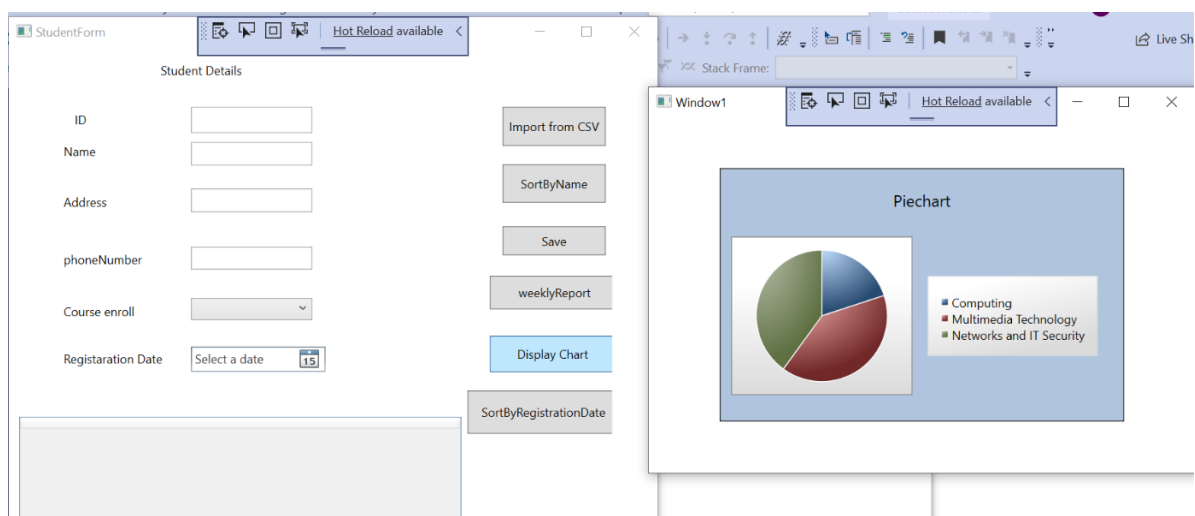 StudentForm
Hot Reload available
Student Details
ID
Name
Address
phoneNumber
Course enroll
Registaration Date
Select a date
15
Import from CSV
SortByName
Save
weeklyReport
Display Chart
SortByRegistrationDate
Stack Frame:
Live Sh
Window1
Hot Reload available
Piechart
Computing
Multimedia Technology
Networks and IT Security